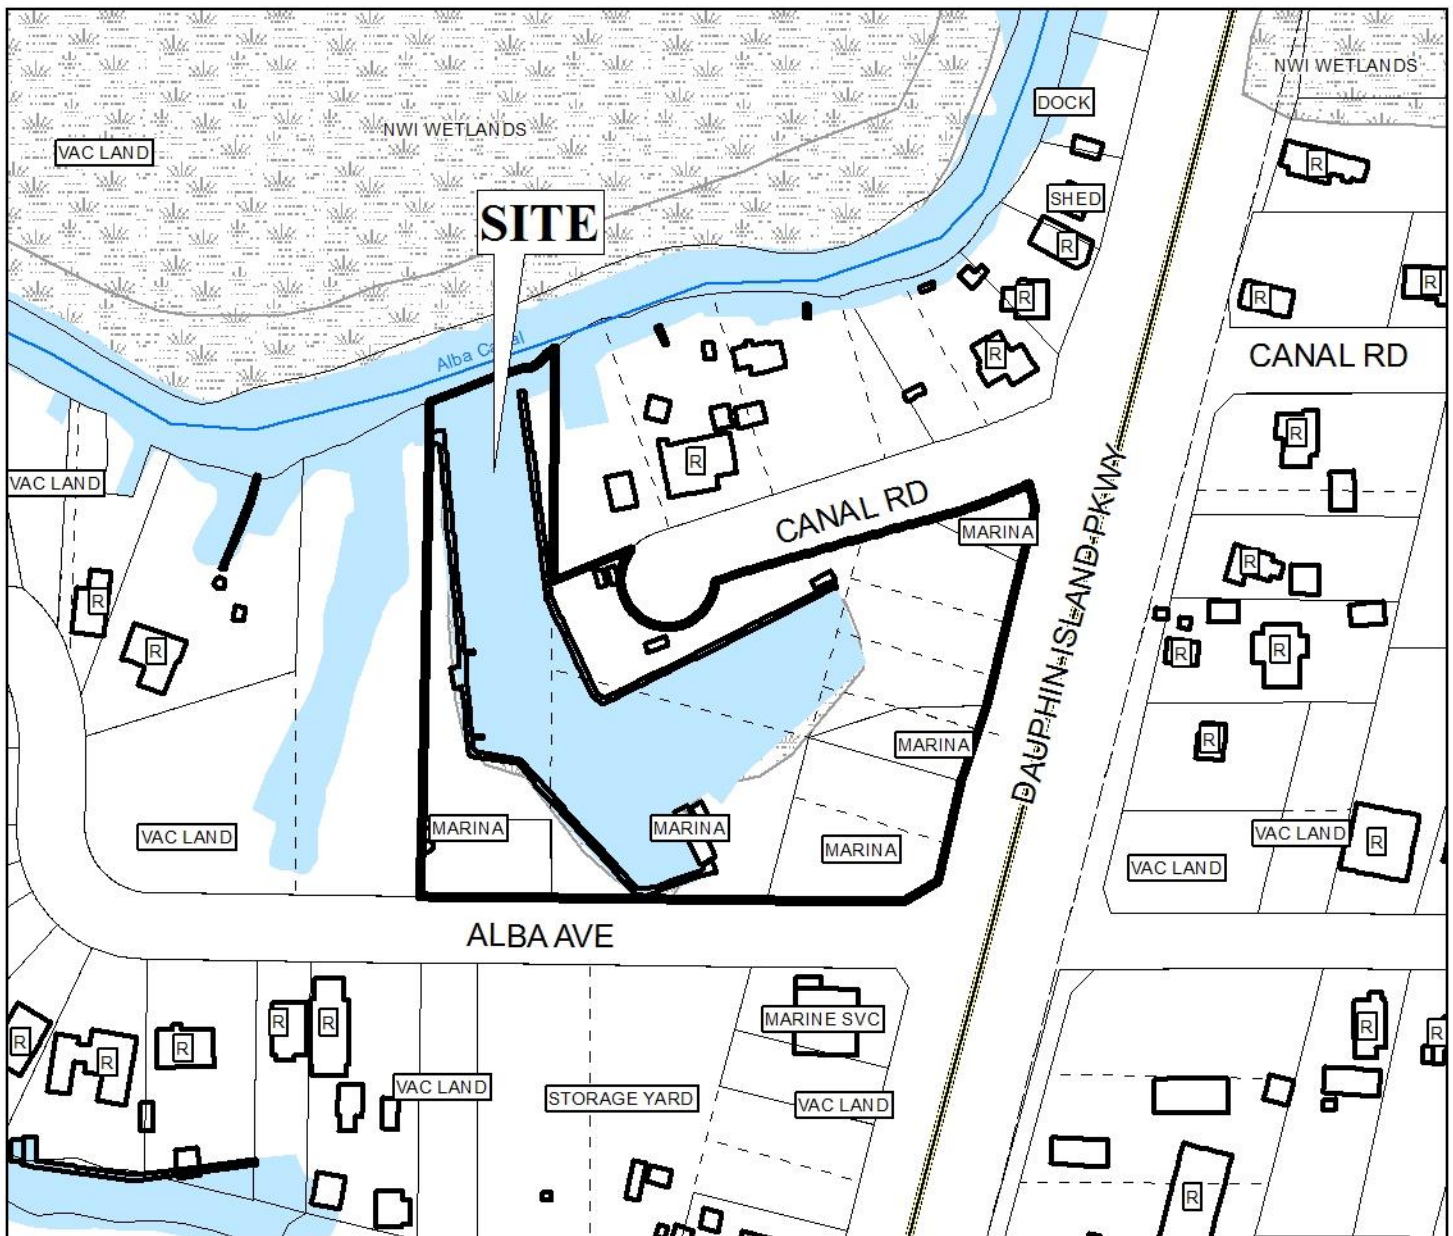 NWI WETLANDS
DOCK
NWI WETLANDS
VAC LAND
R
SHED
SITE
R
R
R
R
Alba Canal
R
CANAL RD
R
R
VAC LAND
CANAL RD
MARINA
DAUPHIN ISLAND PKWY
R
R
R
R
R
R
MARINA
MARINA
MARINA
MARINA
VAC LAND
VAC LAND
R
VAC LAND
ALBA AVE
R
R
R
R
R
MARINE SVC
R
R
VAC LAND
STORAGE YARD
VAC LAND
R